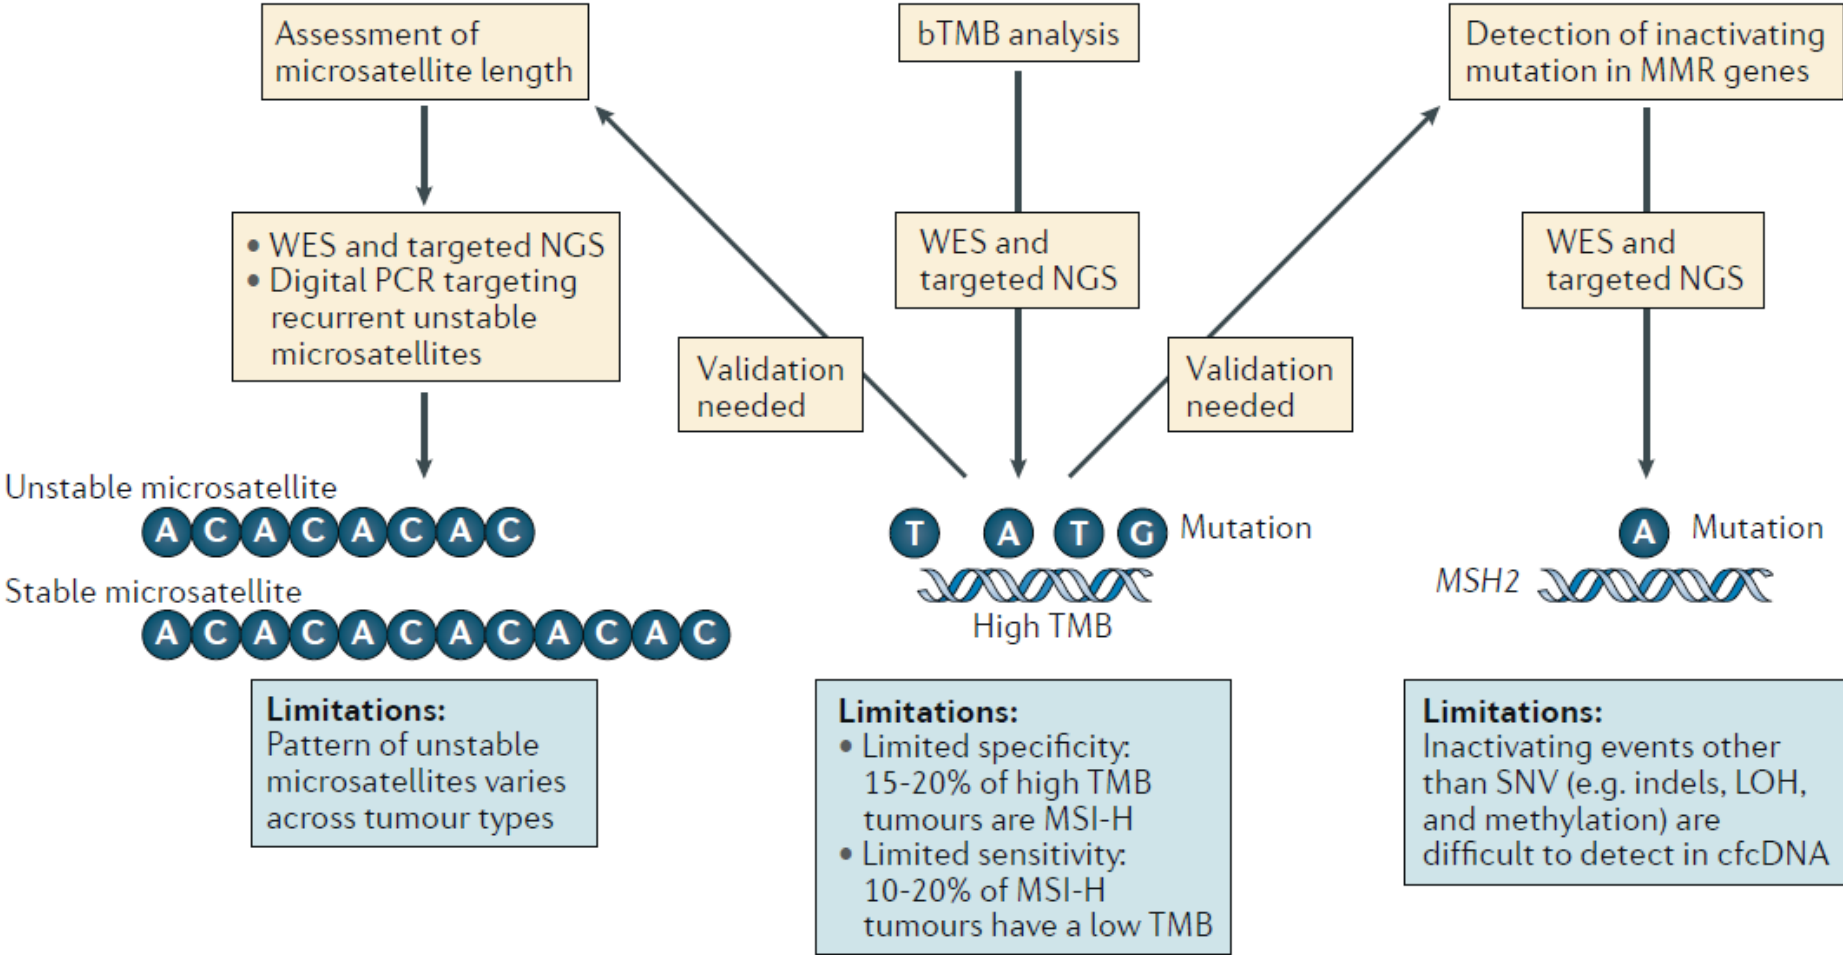 Assessment of
microsatellite length
bTMB analysis
Detection of inactivating
mutation in MMR genes
• WES and targeted NGS
• Digital PCR targeting
recurrent unstable
microsatellites
WES and
targeted NGS
WES and
targeted NGS
Validation
needed
Validation
needed
Unstable microsatellite
A C A C A C A C
Stable microsatellite
A C A C A C A C A C A C
T A T G Mutation
High TMB
A Mutation
MSH2
Limitations:
Pattern of unstable
microsatellites varies
across tumour types
Limitations:
• Limited specificity:
15-20% of high TMB
tumours are MSI-H
• Limited sensitivity:
10-20% of MSI-H
tumours have a low TMB
Limitations:
Inactivating events other
than SNV (e.g. indels, LOH,
and methylation) are
difficult to detect in cfcDNA